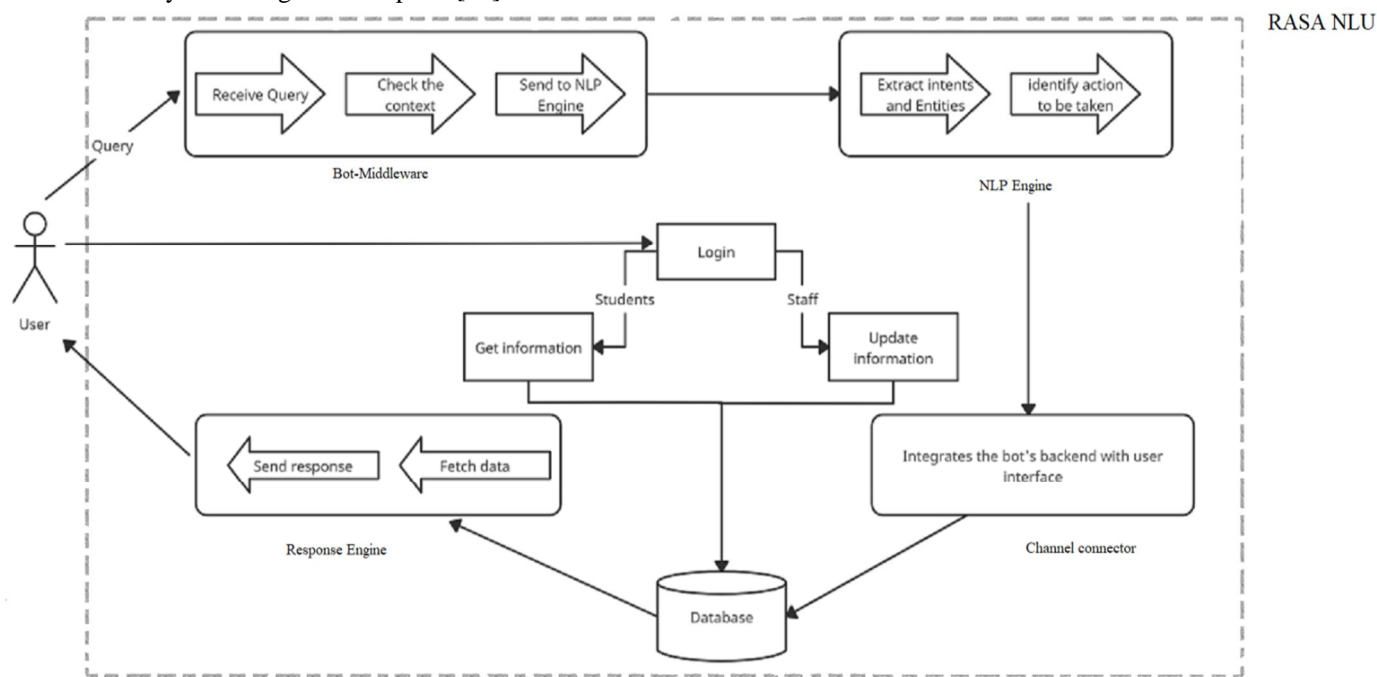 RASA NLU
Receive Query
Check the
context
Send to NLP
Engine
Extract intents
and Entities
identify action
to be taken
Query
Bot-Middleware
NLP Engine
Login
Students
Staff
User
Get information
Update
information
Send response
Fetch data
Integrates the bot's backend with user
interface
Response Engine
Channel connector
Database